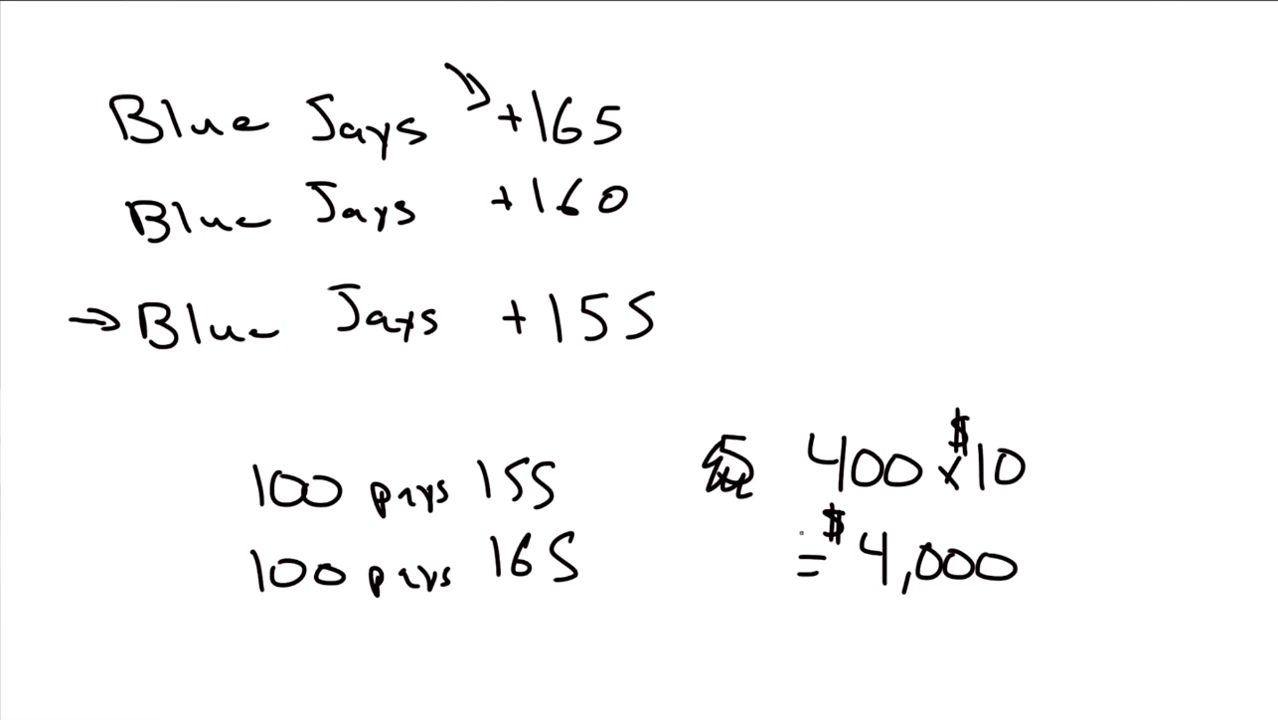 Blue Jays +165
Blue Jays +160
→ Blue Jays +155
100 pays 155
100 pays 165
400 x $10
= $4,000